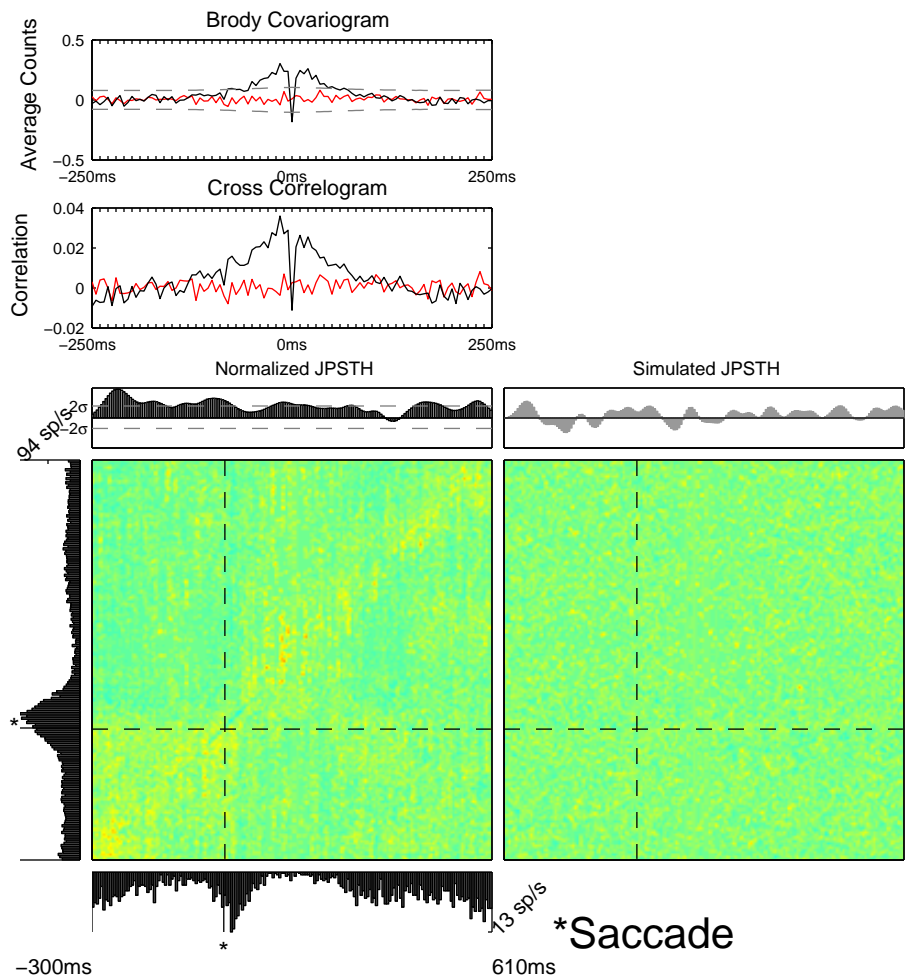 Brody Covariogram
Average Counts
0.5
0
−0.5
−250ms 0ms 250ms
Cross Correlogram
Correlation
0.04
0.02
0
−0.02
−250ms 0ms 250ms
Normalized JPSTH
Simulated JPSTH
2σ
−2σ
94 sp/s
*
13 sp/s
*
*Saccade
−300ms
610ms